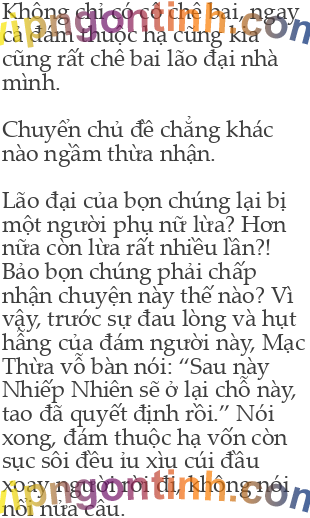 Không chỉ có cô chê bai, ngay
cả đám thuộc hạ cũng kia
cũng rất chê bai lão đại nhà
mình.
Chuyển chủ đề chẳng khác
nào ngầm thừa nhận.
Lão đại của bọn chúng lại bị
một người phụ nữ lừa? Hơn
nữa còn lừa rất nhiều lần?!
Bảo bọn chúng phải chấp
nhận chuyện này thế nào? Vì
vậy, trước sự đau lòng và hụt
hẫng của đám người này, Mạc
Thừa vỗ bàn nói: “Sau này
Nhiếp Nhiên sẽ ở lại chỗ này,
tao đã quyết định rồi.” Nói
xong, đám thuộc hạ vốn còn
sục sôi đều ỉu xìu cúi đầu
xoay người rời đi, không nói
nổi nửa câu.